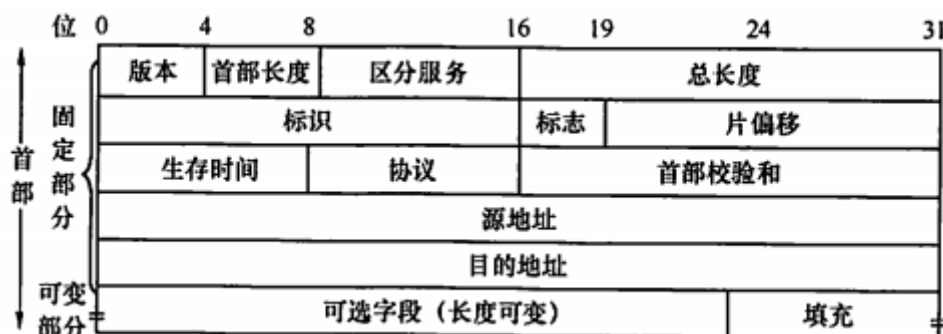 位 0 4 8 16 19 24 31
版本 首部长度 区分服务 总长度
标识 标志 片偏移
生存时间 协议 首部校验和
源地址
目的地址
可选字段（长度可变） 填充
首部
固定部分
可变
部分